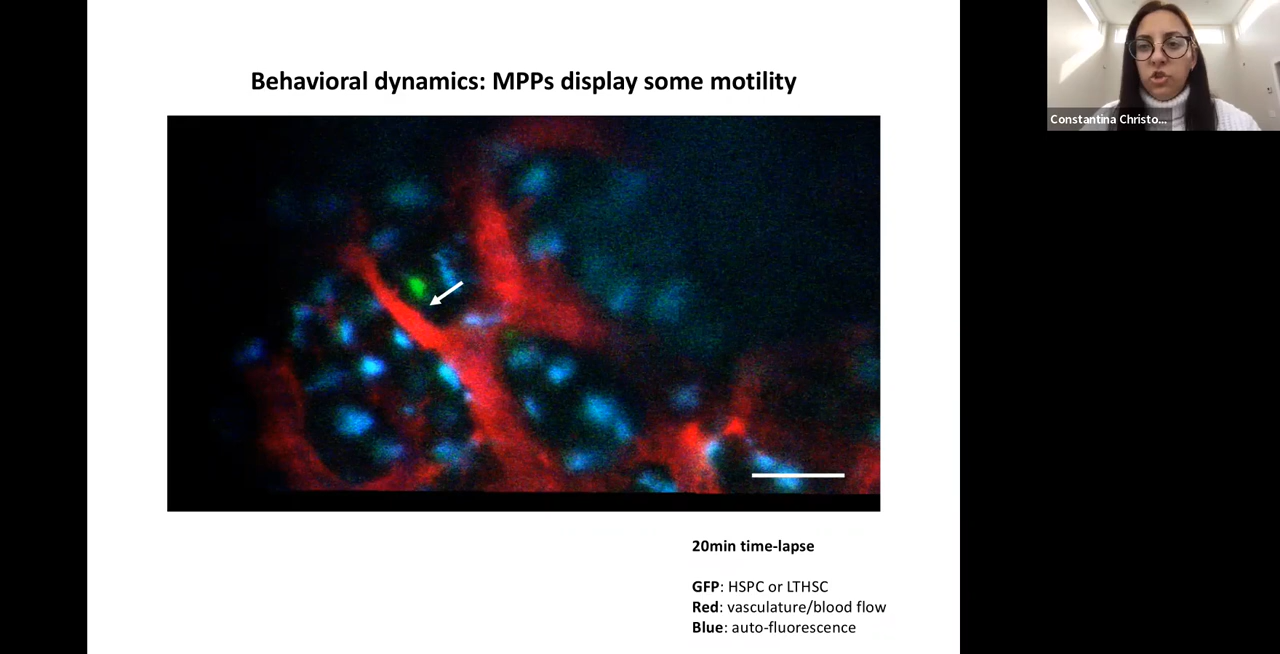 Behavioral dynamics: MPPs display some motility
Constantina Christo...
20min time-lapse
GFP: HSPC or LTHSC
Red: vasculature/blood flow
Blue: auto-fluorescence